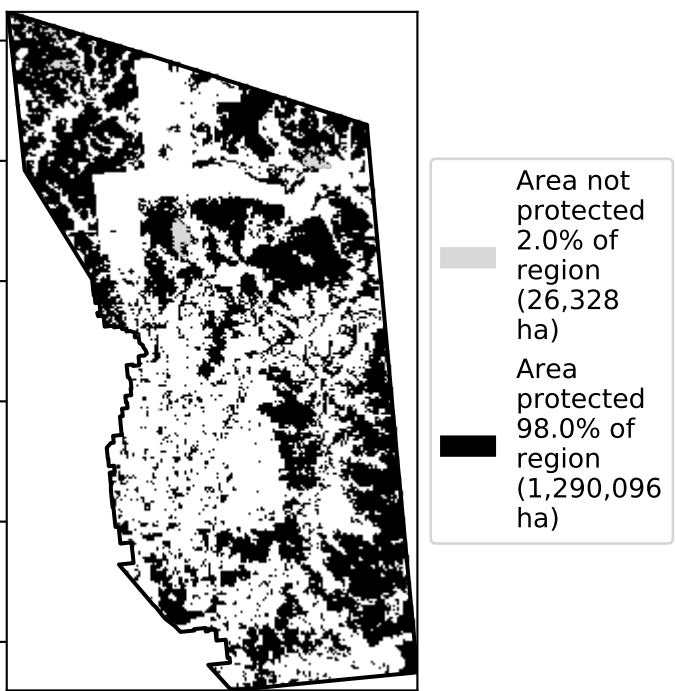 Area not
protected
2.0% of
region
(26,328
ha)
Area
protected
98.0% of
region
(1,290,096
ha)